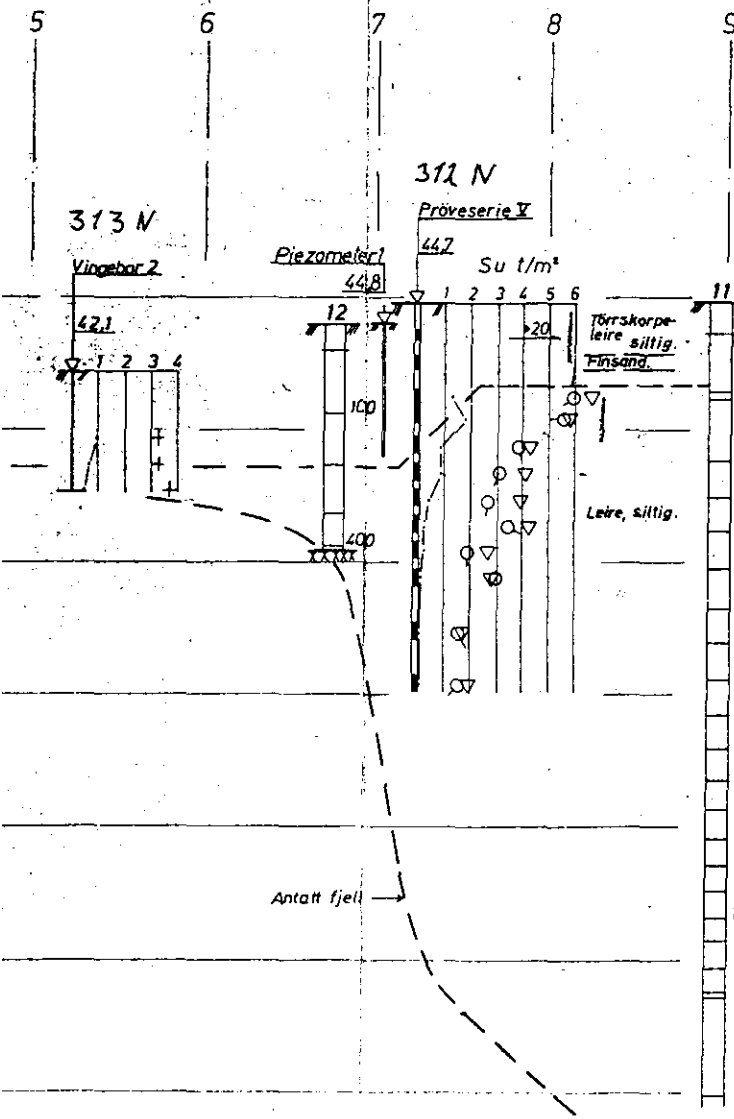 5 6 7 8 9
312 N
313 N
Pröveserie V
44,7
Vingebor 2
Piezometer 1
44,8
Su t/m²
42,1
1 2 3 4
12
1 2 3 4 5 6
11
20
Törrskorpe-
leire siltig.
Finsand.
100
Leire, siltig.
400
Antatt fjell